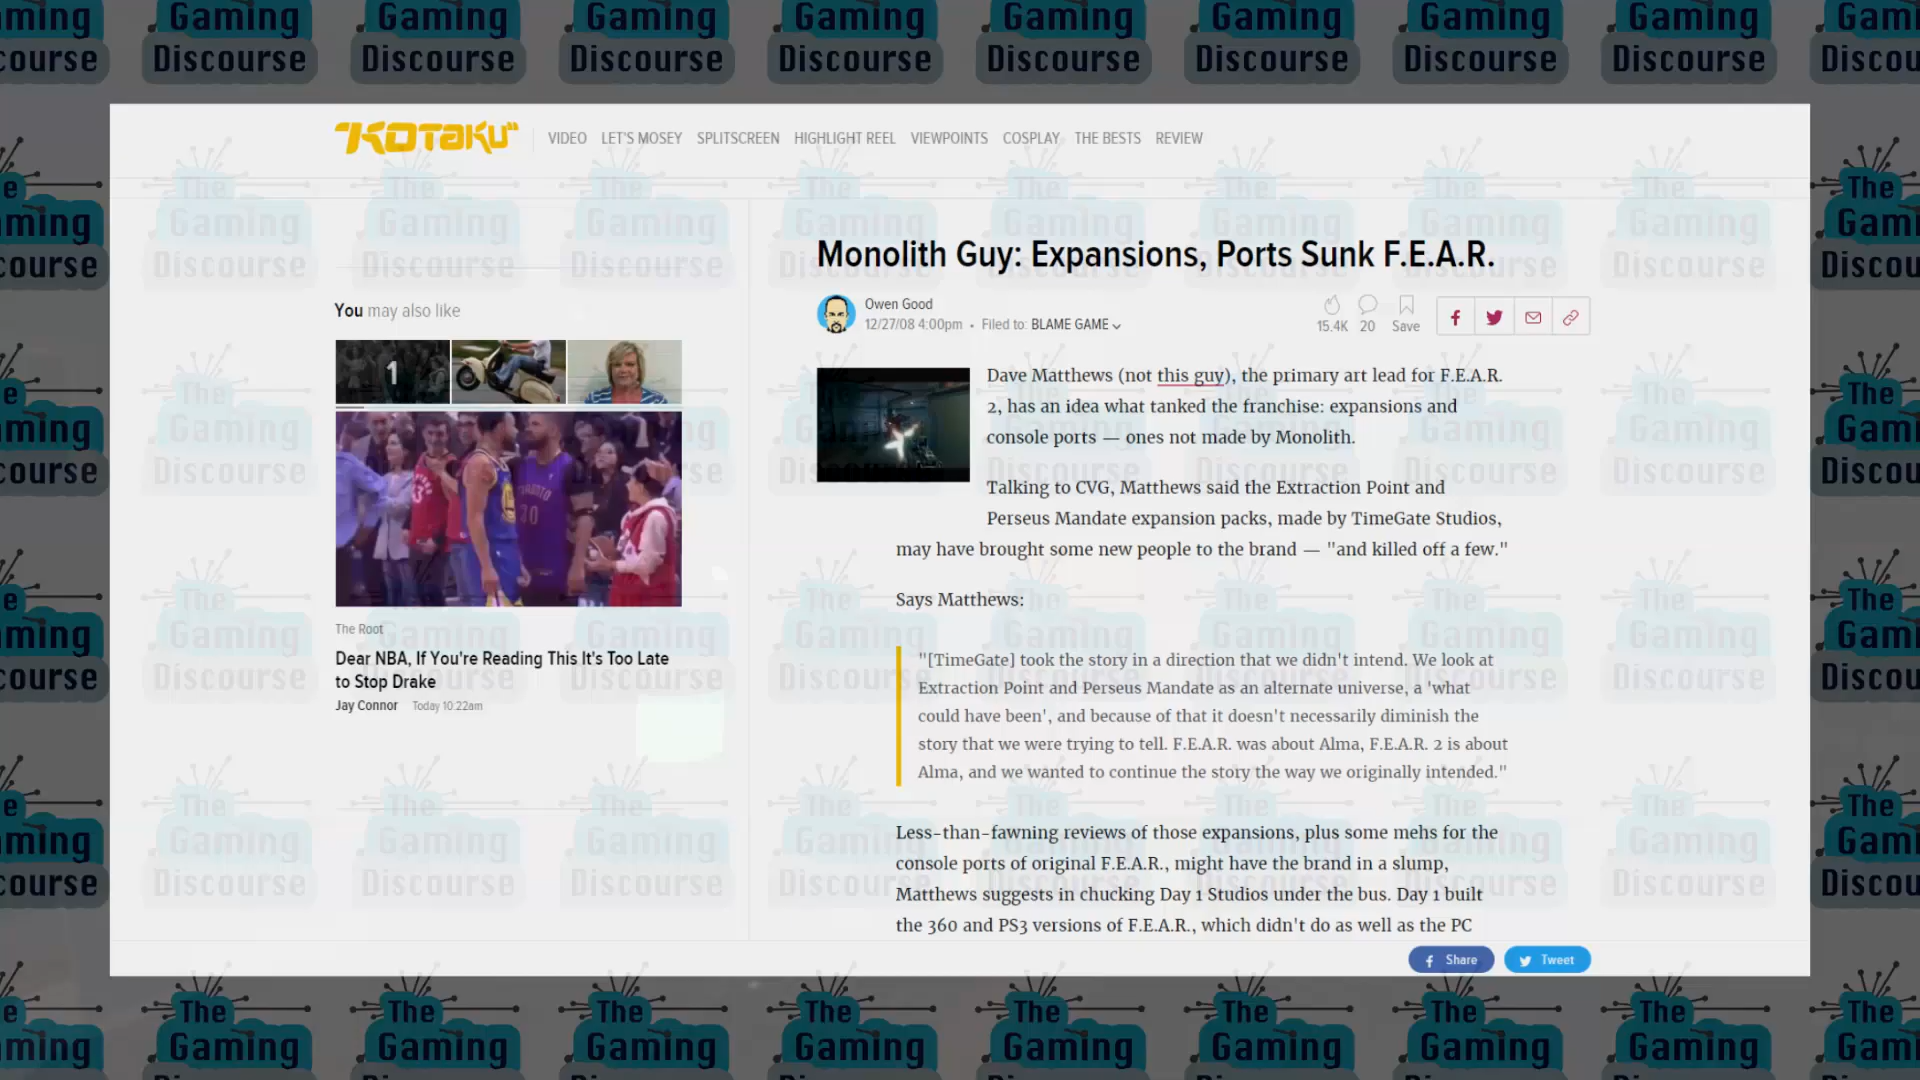 The Gaming Discourse
KOTAKU
VIDEO LET'S MOSEY SPLITSCREEN HIGHLIGHT REEL VIEWPOINTS COSPLAY THE BESTS REVIEW
You may also like
1
The Root
Dear NBA, If You're Reading This It's Too Late
to Stop Drake
Jay Connor Today 10:22am
Monolith Guy: Expansions, Ports Sunk F.E.A.R.
Owen Good
12/27/08 4:00pm • Filed to: BLAME GAME
15.4K 20 Save
Dave Matthews (not this guy), the primary art lead for F.E.A.R.
2, has an idea what tanked the franchise: expansions and
console ports — ones not made by Monolith.
Talking to CVG, Matthews said the Extraction Point and
Perseus Mandate expansion packs, made by TimeGate Studios,
may have brought some new people to the brand — "and killed off a few."
Says Matthews:
"[TimeGate] took the story in a direction that we didn't intend. We look at
Extraction Point and Perseus Mandate as an alternate universe, a 'what
could have been', and because of that it doesn't necessarily diminish the
story that we were trying to tell. F.E.A.R. was about Alma, F.E.A.R. 2 is about
Alma, and we wanted to continue the story the way we originally intended."
Less-than-fawning reviews of those expansions, plus some mehs for the
console ports of original F.E.A.R., might have the brand in a slump,
Matthews suggests in chucking Day 1 Studios under the bus. Day 1 built
the 360 and PS3 versions of F.E.A.R., which didn't do as well as the PC
Share Tweet